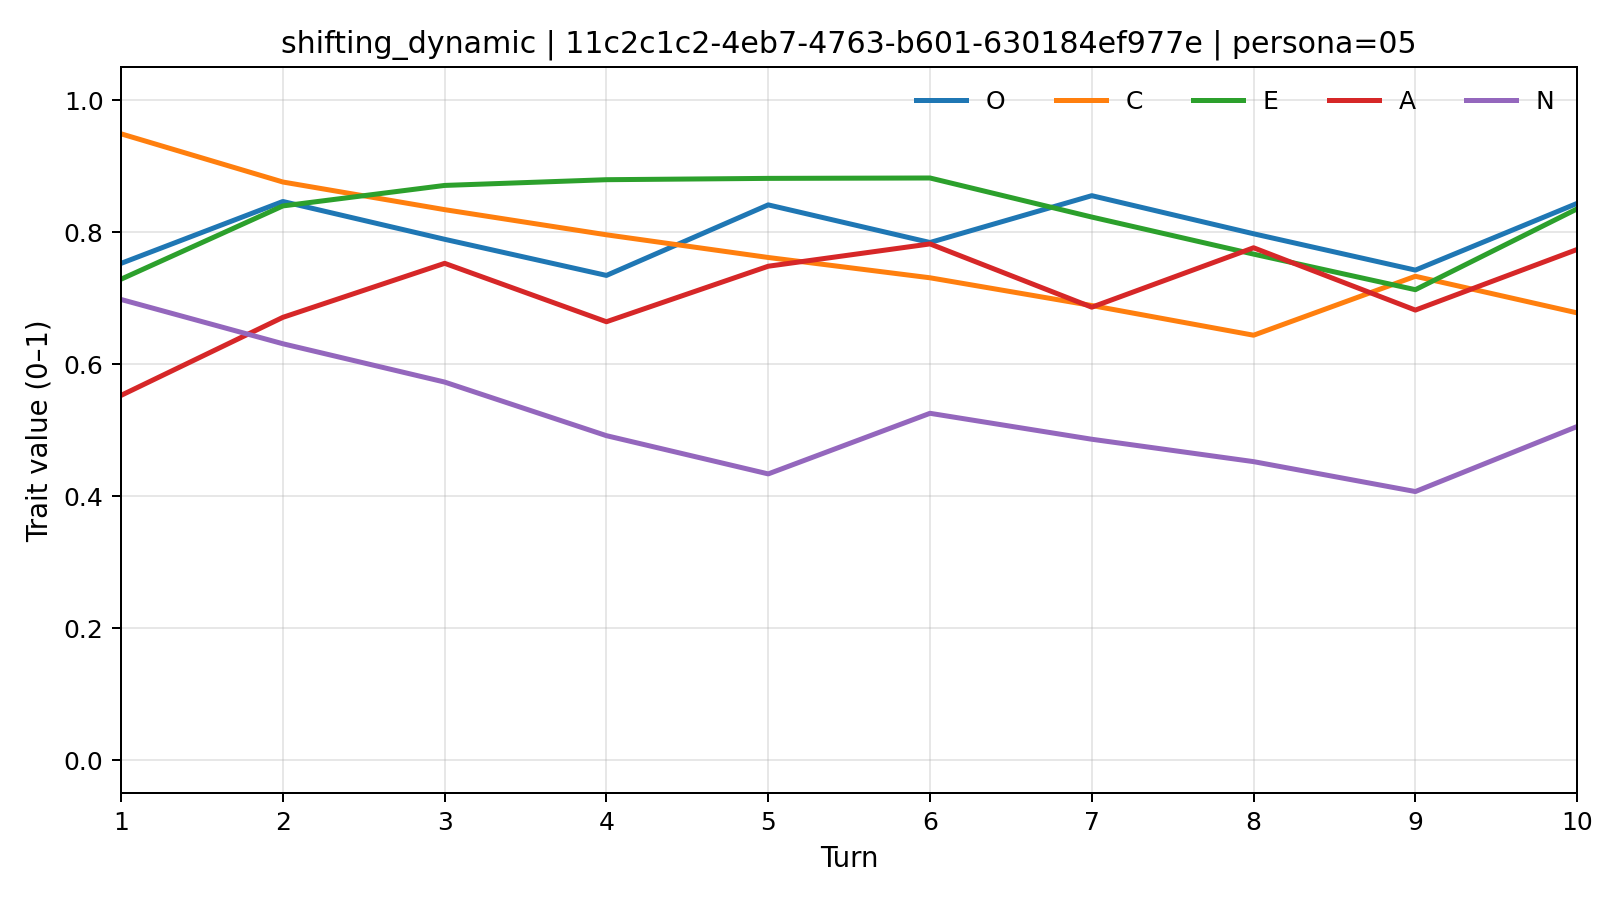 shifting_dynamic | 11c2c1c2-4eb7-4763-b601-630184ef977e | persona=05
O C E A N
1.0
0.8
0.6
0.4
0.2
0.0
Trait value (0–1)
1 2 3 4 5 6 7 8 9 10
Turn